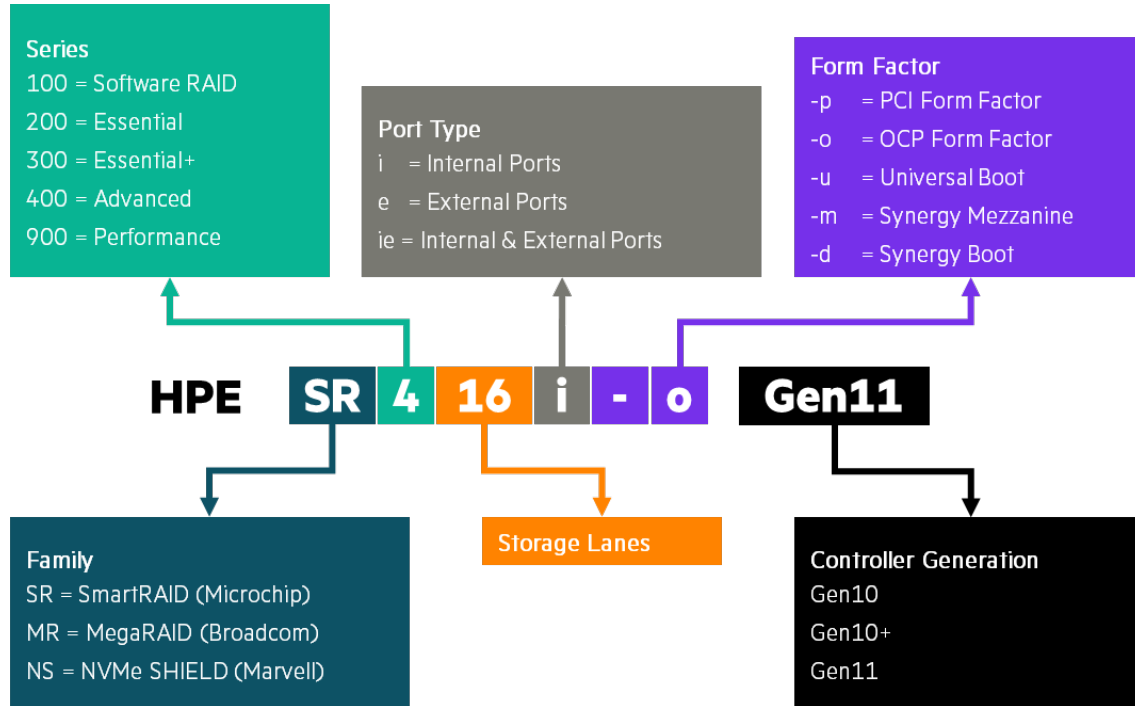 Series
100 = Software RAID
200 = Essential
300 = Essential+
400 = Advanced
900 = Performance
Port Type
i = Internal Ports
e = External Ports
ie = Internal & External Ports
Form Factor
-p = PCI Form Factor
-o = OCP Form Factor
-u = Universal Boot
-m = Synergy Mezzanine
-d = Synergy Boot
HPE SR 4 16 i - o Gen11
Family
SR = SmartRAID (Microchip)
MR = MegaRAID (Broadcom)
NS = NVMe SHIELD (Marvell)
Storage Lanes
Controller Generation
Gen10
Gen10+
Gen11